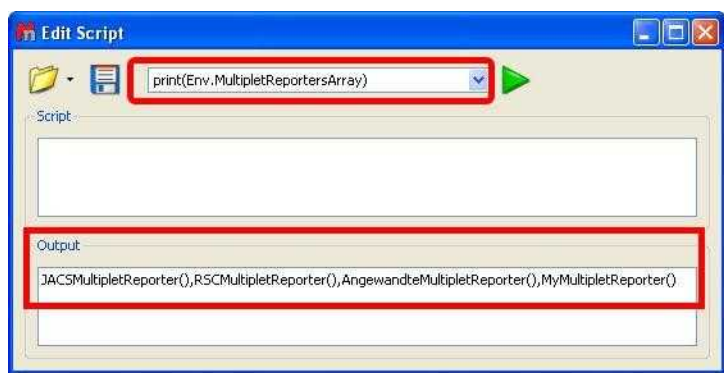 Edit Script
print(Env.MultipletReportersArray)
Script
Output
JACSMultipletReporter(),RSCMultipletReporter(),AngewandteMultipletReporter(),MyMultipletReporter()